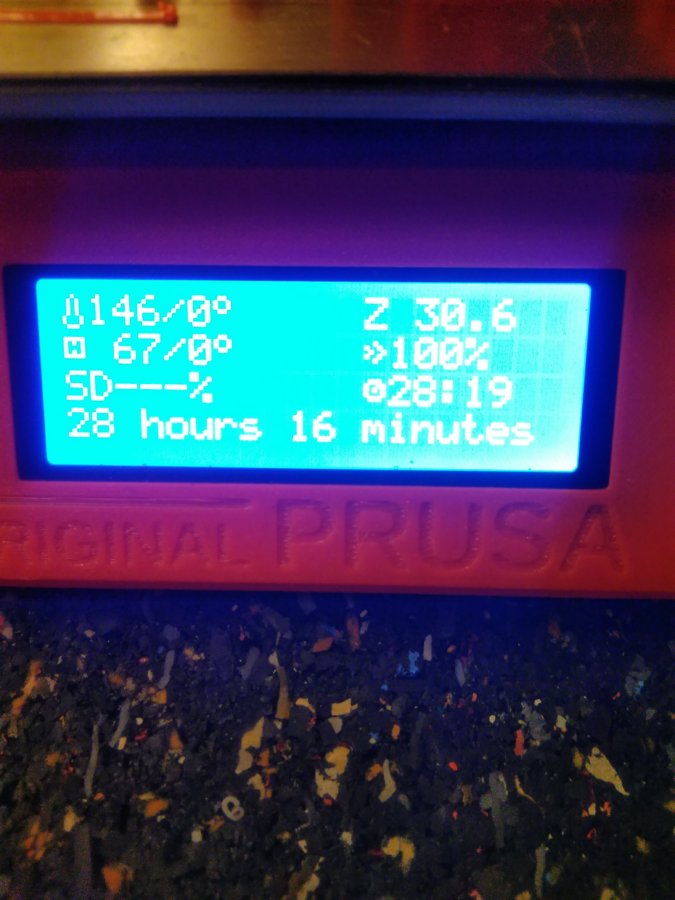 146/0° Z 30.6
67/0° »100%
SD---% 28:19
28 hours 16 minutes
RIGINAL PRUSA